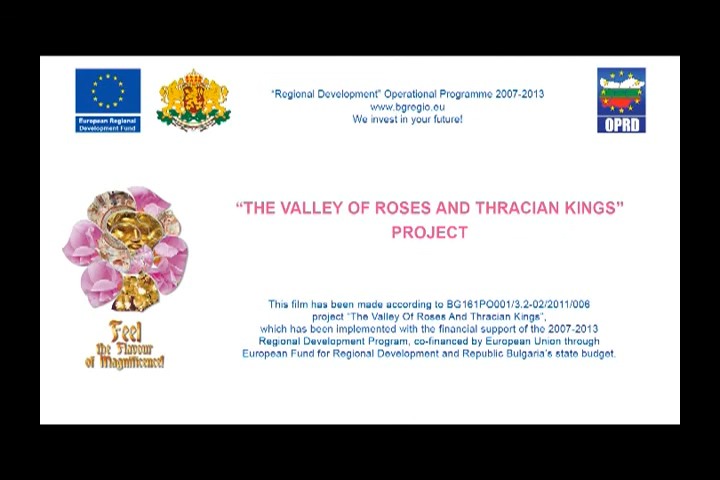 "Regional Development" Operational Programme 2007-2013
www.bgregio.eu
We invest in your future!
European Regional
Development Fund
OPRD
"THE VALLEY OF ROSES AND THRACIAN KINGS"
PROJECT
This film has been made according to BG161PO001/3.2-02/2011/006
project "The Valley Of Roses And Thracian Kings",
which has been implemented with the financial support of the 2007-2013
Regional Development Program, co-financed by European Union through
European Fund for Regional Development and Republic Bulgaria's state budget.
Feel
the Flavour
of Magnificence!